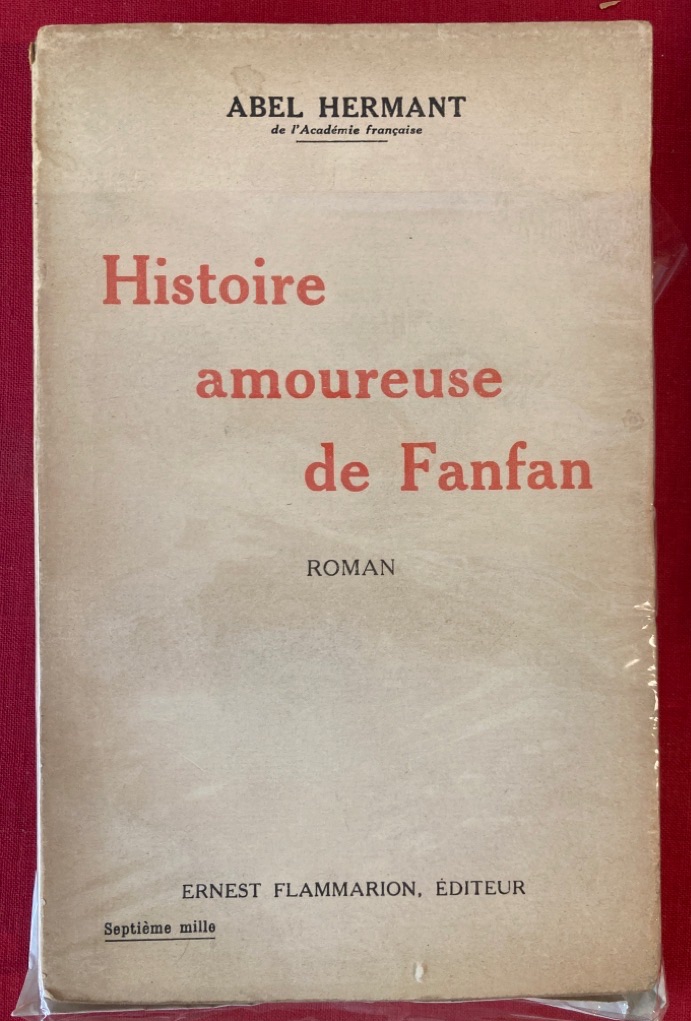 ABEL HERMANT
de l'Académie française
Histoire
amoureuse
de Fanfan
ROMAN
ERNEST FLAMMARION, ÉDITEUR
Septième mille